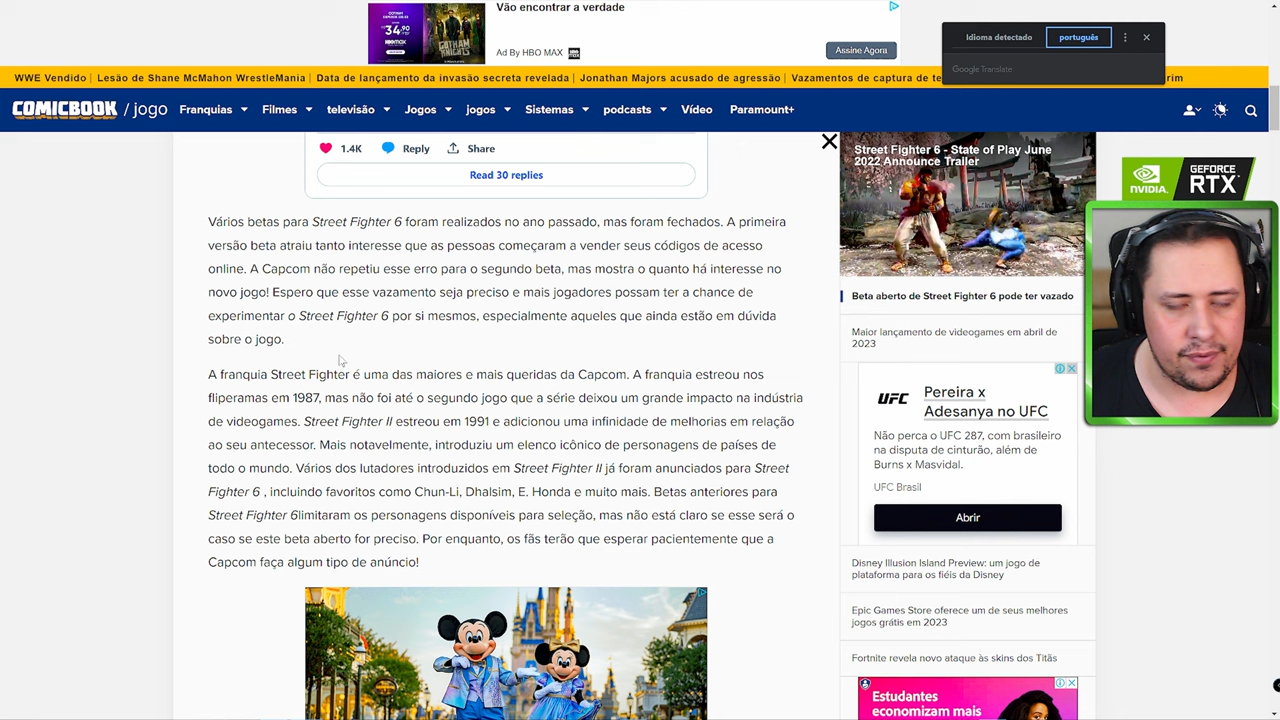 Vão encontrar a verdade
R$34,90
HBOMAX
GOTHAM KNIGHTS
Ad By HBO MAX
Assine Agora
Idioma detectado
português
Google Translate
WWE Vendido | Lesão de Shane McMahon WrestleMania | Data de lançamento da invasão secreta revelada | Jonathan Majors acusado de agressão | Vazamentos de captura de te
COMICBOOK / jogo
Franquias
Filmes
televisão
Jogos
jogos
Sistemas
podcasts
Vídeo
Paramount+
1.4K
Reply
Share
Read 30 replies
Vários betas para Street Fighter 6 foram realizados no ano passado, mas foram fechados. A primeira
versão beta atraiu tanto interesse que as pessoas começaram a vender seus códigos de acesso
online. A Capcom não repetiu esse erro para o segundo beta, mas mostra o quanto há interesse no
novo jogo! Espero que esse vazamento seja preciso e mais jogadores possam ter a chance de
experimentar o Street Fighter 6 por si mesmos, especialmente aqueles que ainda estão em dúvida
sobre o jogo.
A franquia Street Fighter é uma das maiores e mais queridas da Capcom. A franquia estreou nos
fliperamas em 1987, mas não foi até o segundo jogo que a série deixou um grande impacto na indústria
de videogames. Street Fighter II estreou em 1991 e adicionou uma infinidade de melhorias em relação
ao seu antecessor. Mais notavelmente, introduziu um elenco icônico de personagens de países de
todo o mundo. Vários dos lutadores introduzidos em Street Fighter II já foram anunciados para Street
Fighter 6 , incluindo favoritos como Chun-Li, Dhalsim, E. Honda e muito mais. Betas anteriores para
Street Fighter 6limitaram os personagens disponíveis para seleção, mas não está claro se esse será o
caso se este beta aberto for preciso. Por enquanto, os fãs terão que esperar pacientemente que a
Capcom faça algum tipo de anúncio!
Street Fighter 6 - State of Play June
2022 Announce Trailer
Beta aberto de Street Fighter 6 pode ter vazado
Maior lançamento de videogames em abril de
2023
UFC
Pereira x
Adesanya no UFC
Não perca o UFC 287, com brasileiro
na disputa de cinturão, além de
Burns x Masvidal.
UFC Brasil
Abrir
Disney Illusion Island Preview: um jogo de
plataforma para os fiéis da Disney
Epic Games Store oferece um de seus melhores
jogos grátis em 2023
Fortnite revela novo ataque às skins dos Titãs
Estudantes
economizam mais
NVIDIA
GEFORCE
RTX